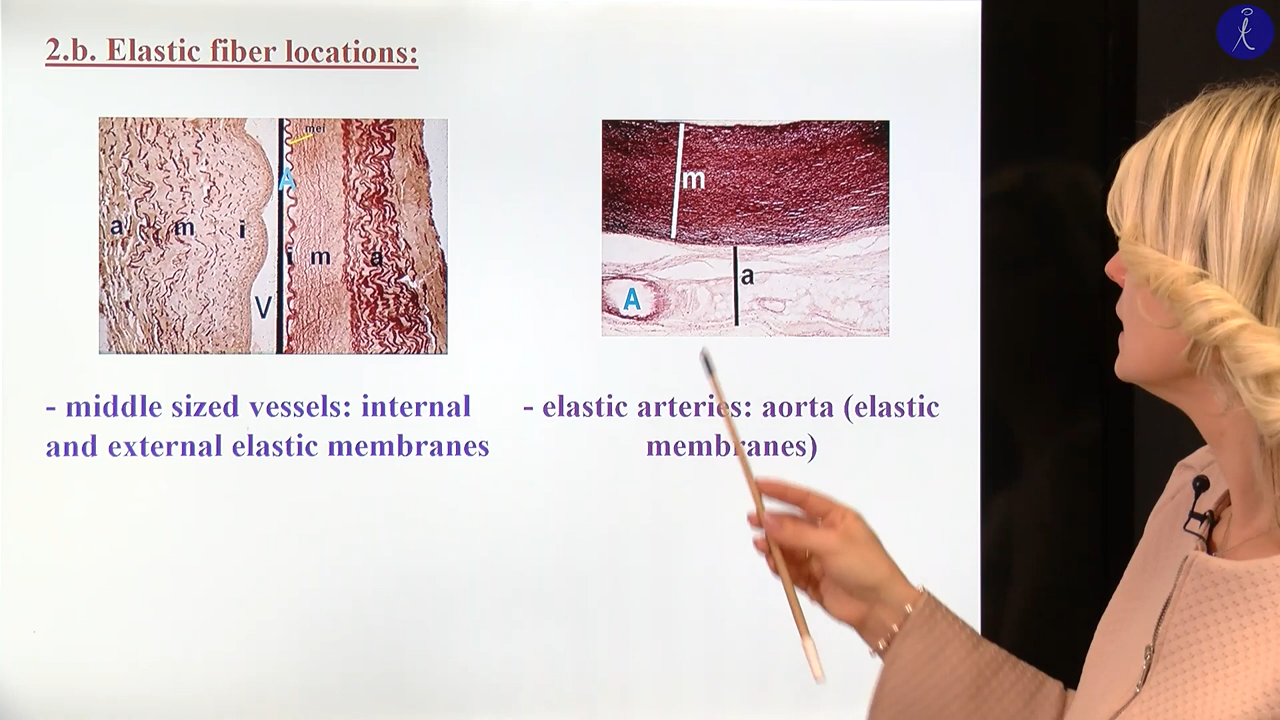 2.b. Elastic fiber locations:
mei
A
a m i
i m a
V
m
a
A
- middle sized vessels: internal
and external elastic membranes
- elastic arteries: aorta (elastic
membranes)